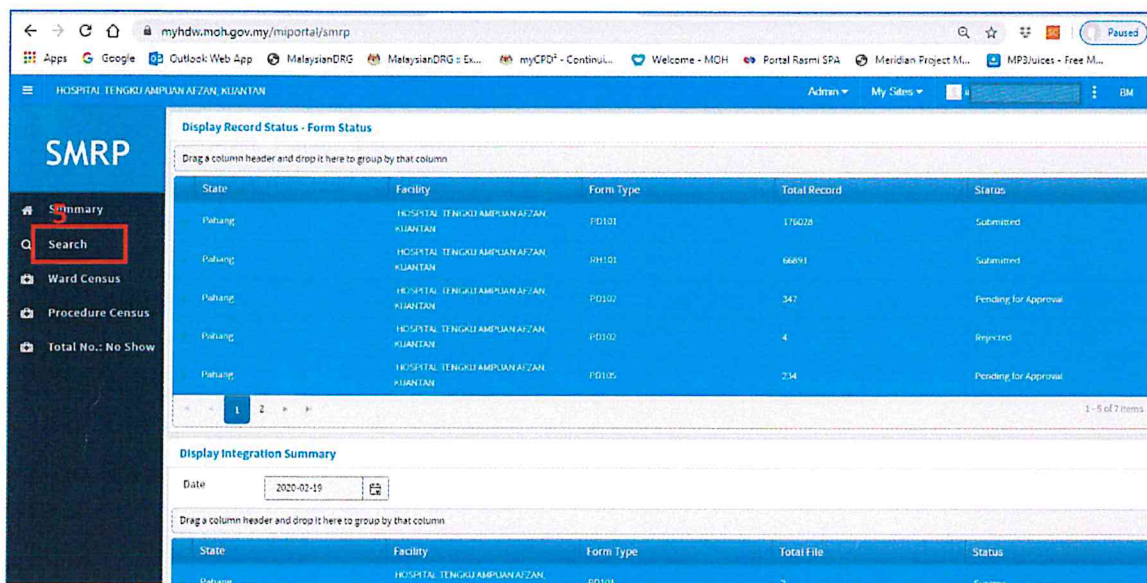 myhdw.moh.gov.my/miportal/smrp
Paused
Apps Google Outlook Web App MalaysianDRG MalaysianDRG :: Ex... myCPD² - Continui... Welcome - MOH Portal Rasmi SPA Meridian Project M... MP3Juices - Free M...
HOSPITAL TENGKU AMPUAN AFZAN, KUANTAN Admin My Sites BM
SMRP
Summary
5
Search
Ward Census
Procedure Census
Total No.: No Show
Display Record Status - Form Status
Drag a column header and drop it here to group by that column
State Facility Form Type Total Record Status
Pahang HOSPITAL TENGKU AMPUAN AFZAN, KUANTAN PD101 176028 Submitted
Pahang HOSPITAL TENGKU AMPUAN AFZAN, KUANTAN RH101 66891 Submitted
Pahang HOSPITAL TENGKU AMPUAN AFZAN, KUANTAN PD102 347 Pending for Approval
Pahang HOSPITAL TENGKU AMPUAN AFZAN, KUANTAN PD102 4 Rejected
Pahang HOSPITAL TENGKU AMPUAN AFZAN, KUANTAN PD105 234 Pending for Approval
1 2
1 - 5 of 7 items
Display Integration Summary
Date 2020-02-19
Drag a column header and drop it here to group by that column
State Facility Form Type Total File Status
Pahang HOSPITAL TENGKU AMPUAN AFZAN, PD101